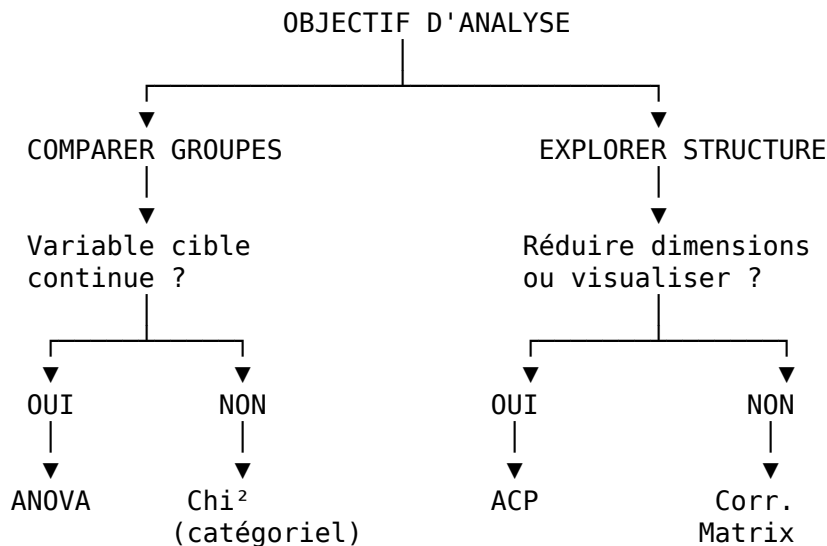 OBJECTIF D'ANALYSE
COMPARER GROUPES
EXPLORER STRUCTURE
Variable cible
continue ?
Réduire dimensions
ou visualiser ?
OUI
NON
OUI
NON
ANOVA
Chi²
(catégoriel)
ACP
Corr.
Matrix